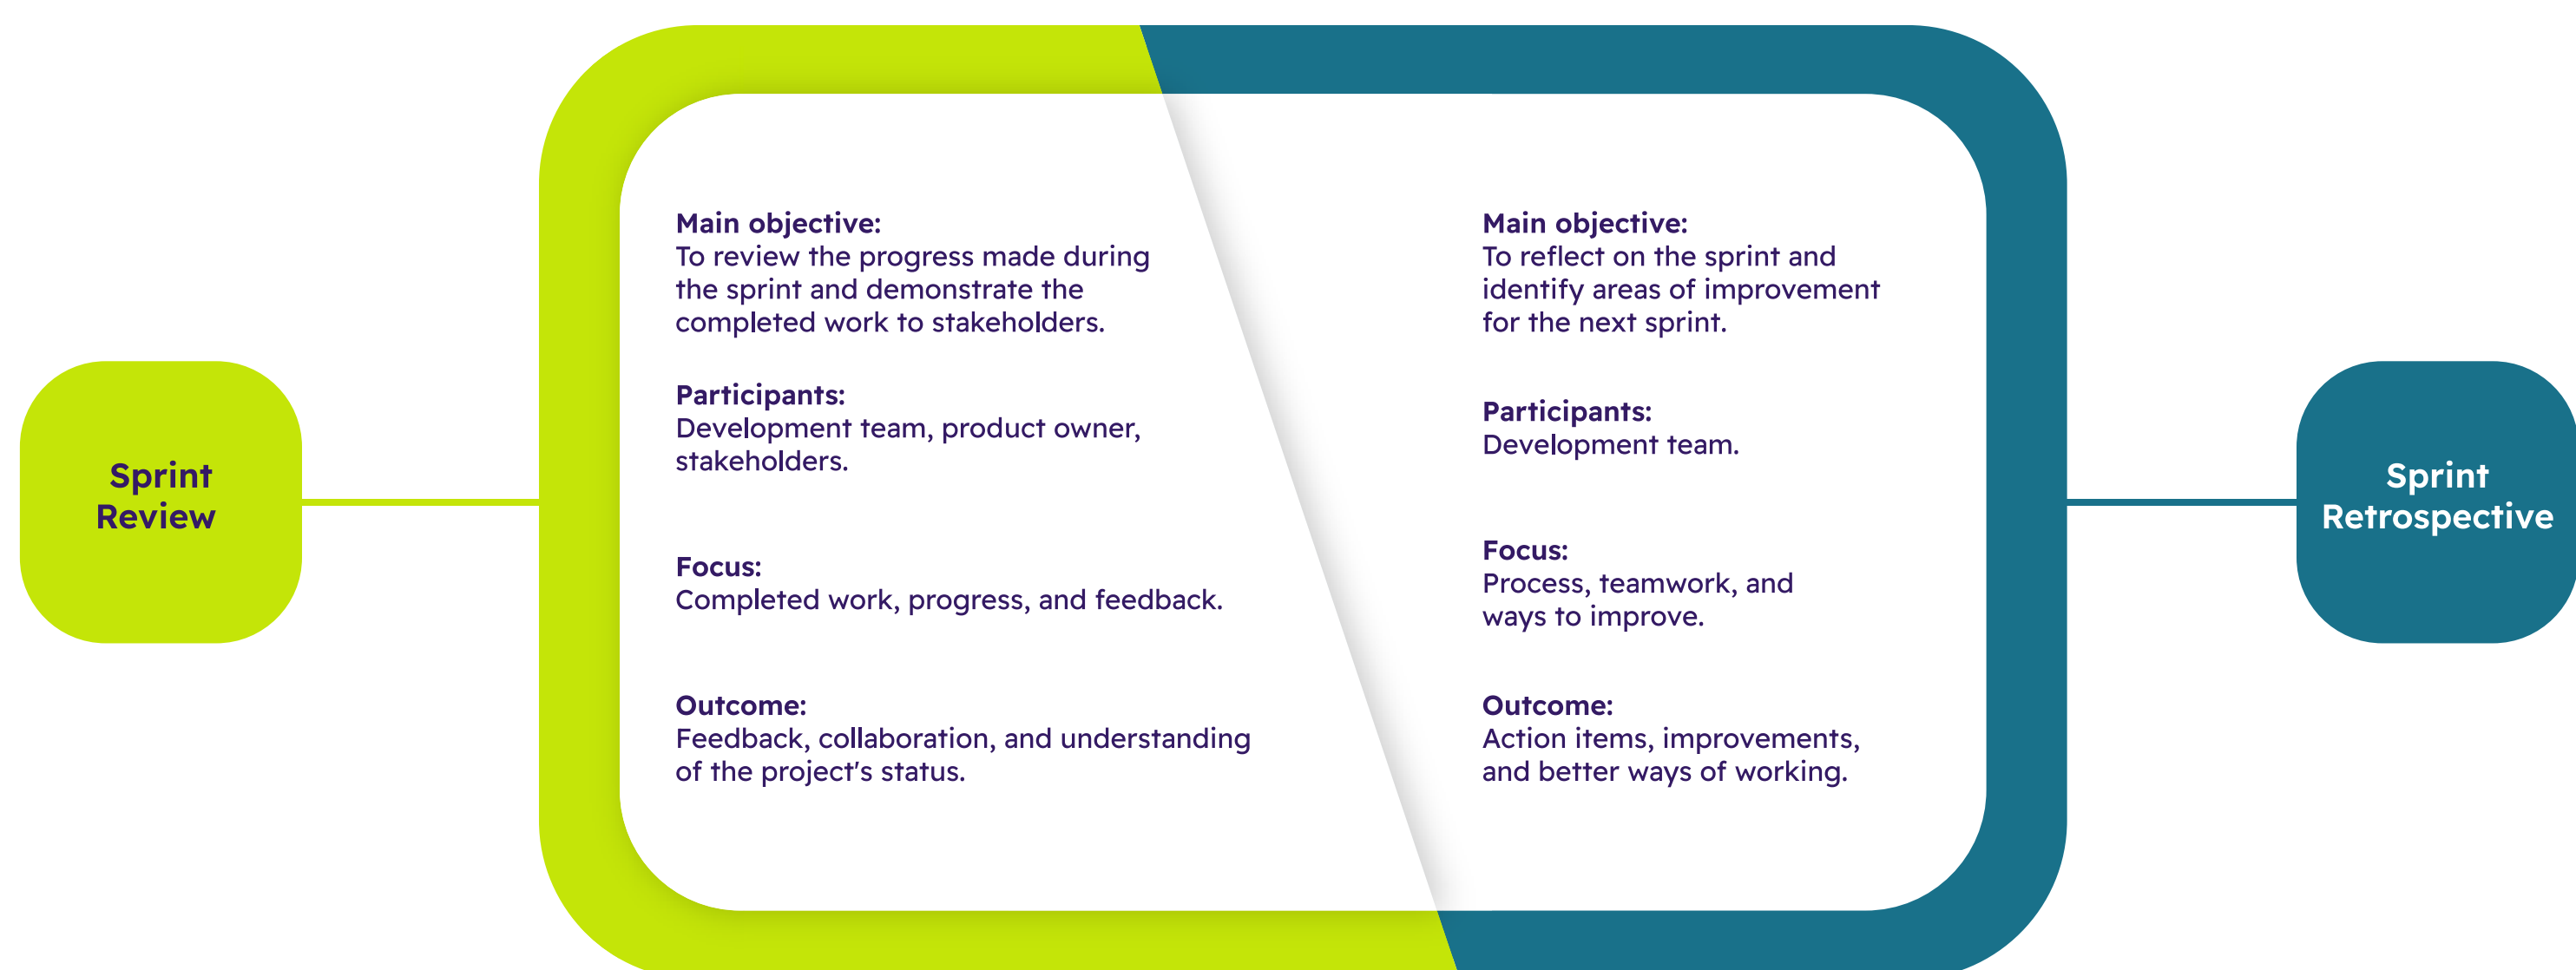 Sprint
Review
Main objective:
To review the progress made during
the sprint and demonstrate the
completed work to stakeholders.
Participants:
Development team, product owner,
stakeholders.
Focus:
Completed work, progress, and feedback.
Outcome:
Feedback, collaboration, and understanding
of the project's status.
Main objective:
To reflect on the sprint and
identify areas of improvement
for the next sprint.
Participants:
Development team.
Focus:
Process, teamwork, and
ways to improve.
Outcome:
Action items, improvements,
and better ways of working.
Sprint
Retrospective